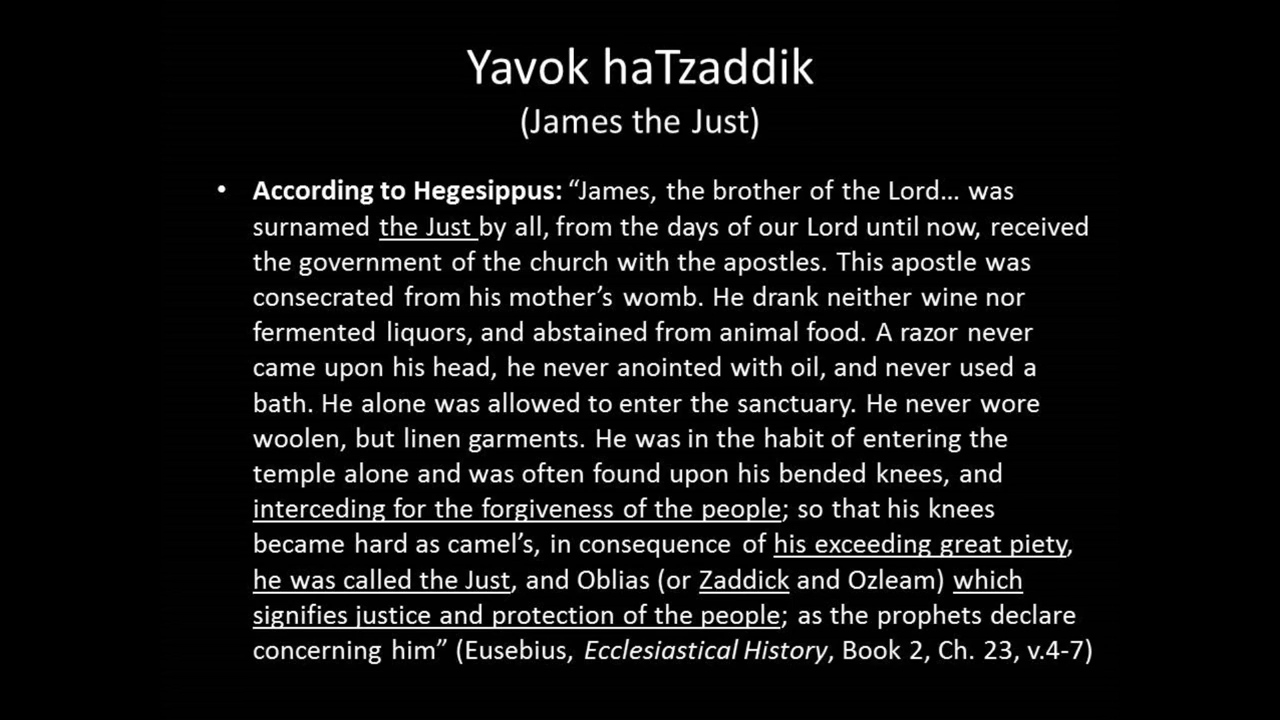 Yavok haTzaddik
(James the Just)
• According to Hegesippus: “James, the brother of the Lord… was
surnamed the Just by all, from the days of our Lord until now, received
the government of the church with the apostles. This apostle was
consecrated from his mother’s womb. He drank neither wine nor
fermented liquors, and abstained from animal food. A razor never
came upon his head, he never anointed with oil, and never used a
bath. He alone was allowed to enter the sanctuary. He never wore
woolen, but linen garments. He was in the habit of entering the
temple alone and was often found upon his bended knees, and
interceding for the forgiveness of the people; so that his knees
became hard as camel’s, in consequence of his exceeding great piety,
he was called the Just, and Oblias (or Zaddick and Ozleam) which
signifies justice and protection of the people; as the prophets declare
concerning him” (Eusebius, Ecclesiastical History, Book 2, Ch. 23, v.4-7)